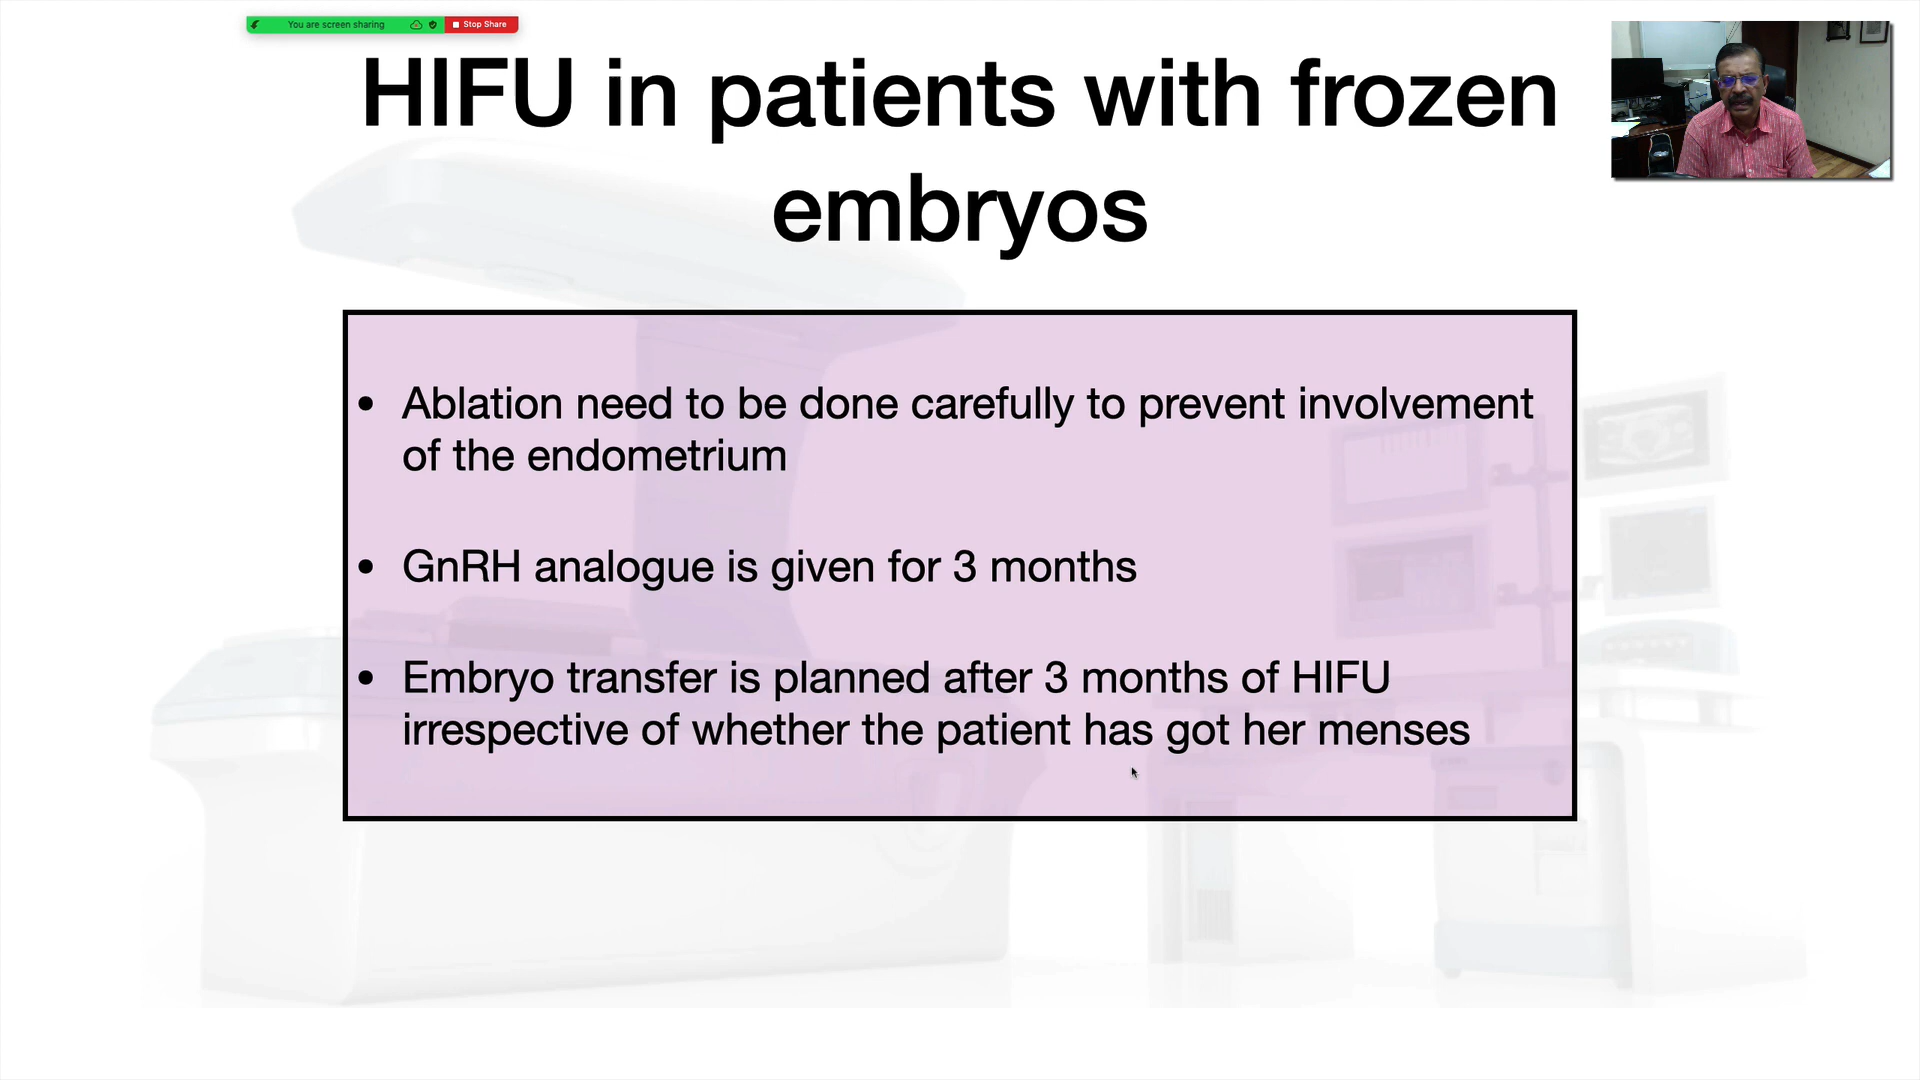 You are screen sharing
Stop Share
HIFU in patients with frozen
embryos
• Ablation need to be done carefully to prevent involvement
of the endometrium
• GnRH analogue is given for 3 months
• Embryo transfer is planned after 3 months of HIFU
irrespective of whether the patient has got her menses